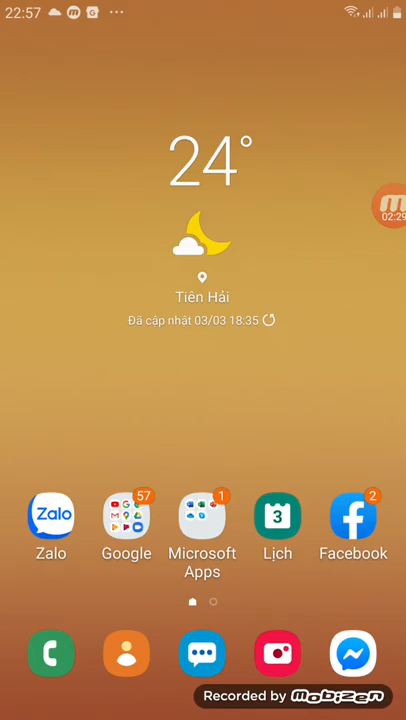 22:57
02:29
24°
Tiên Hải
Đã cập nhật 03/03 18:35
57
1
2
Zalo
3
Zalo
Google
Microsoft Apps
Lịch
Facebook
Recorded by mobizen